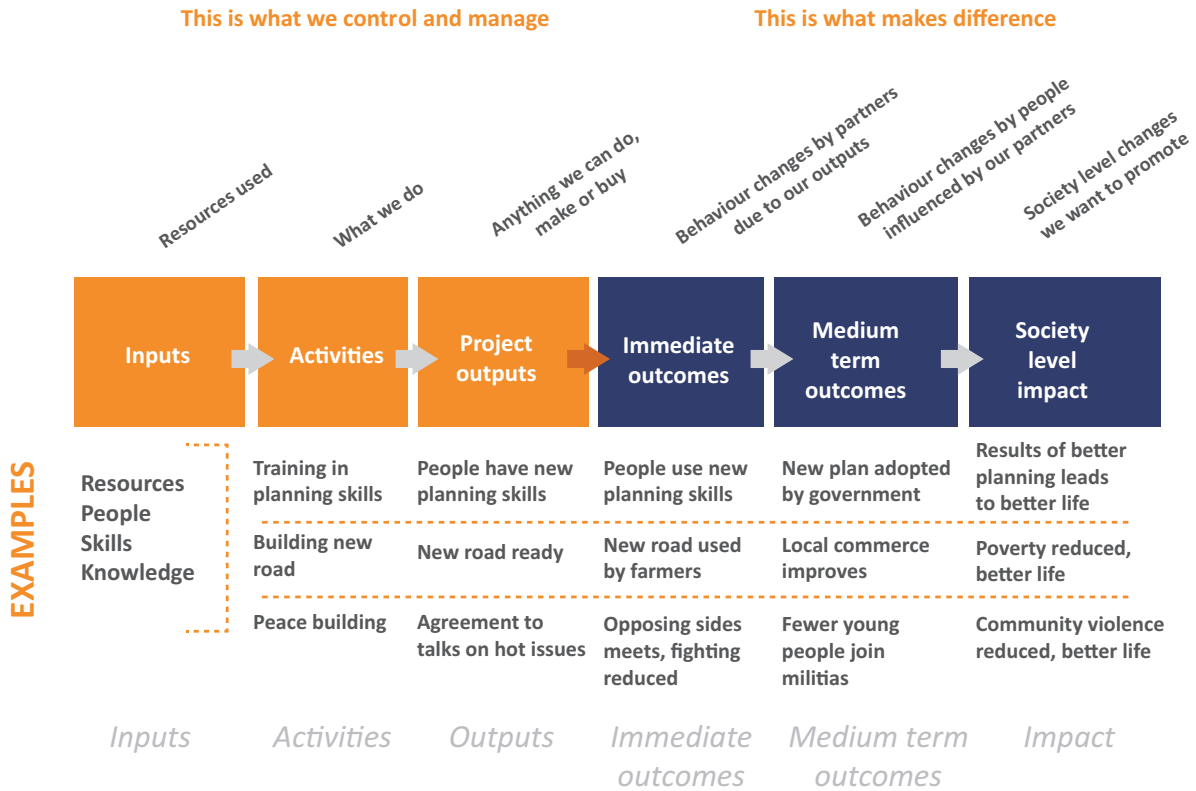 This is what we control and manage
This is what makes difference
Resources used
What we do
Anything we can do,
make or buy
Behaviour changes by partners
due to our outputs
Behaviour changes by people
influenced by our partners
Society level changes
we want to promote
Inputs
Activities
Project
outputs
Immediate
outcomes
Medium
term
outcomes
Society
level
impact
EXAMPLES
Resources
People
Skills
Knowledge
Training in
planning skills
People have new
planning skills
People use new
planning skills
New plan adopted
by government
Results of better
planning leads
to better life
Building new
road
New road ready
New road used
by farmers
Local commerce
improves
Poverty reduced,
better life
Peace building
Agreement to
talks on hot issues
Opposing sides
meets, fighting
reduced
Fewer young
people join
militias
Community violence
reduced, better life
Inputs
Activities
Outputs
Immediate
outcomes
Medium term
outcomes
Impact